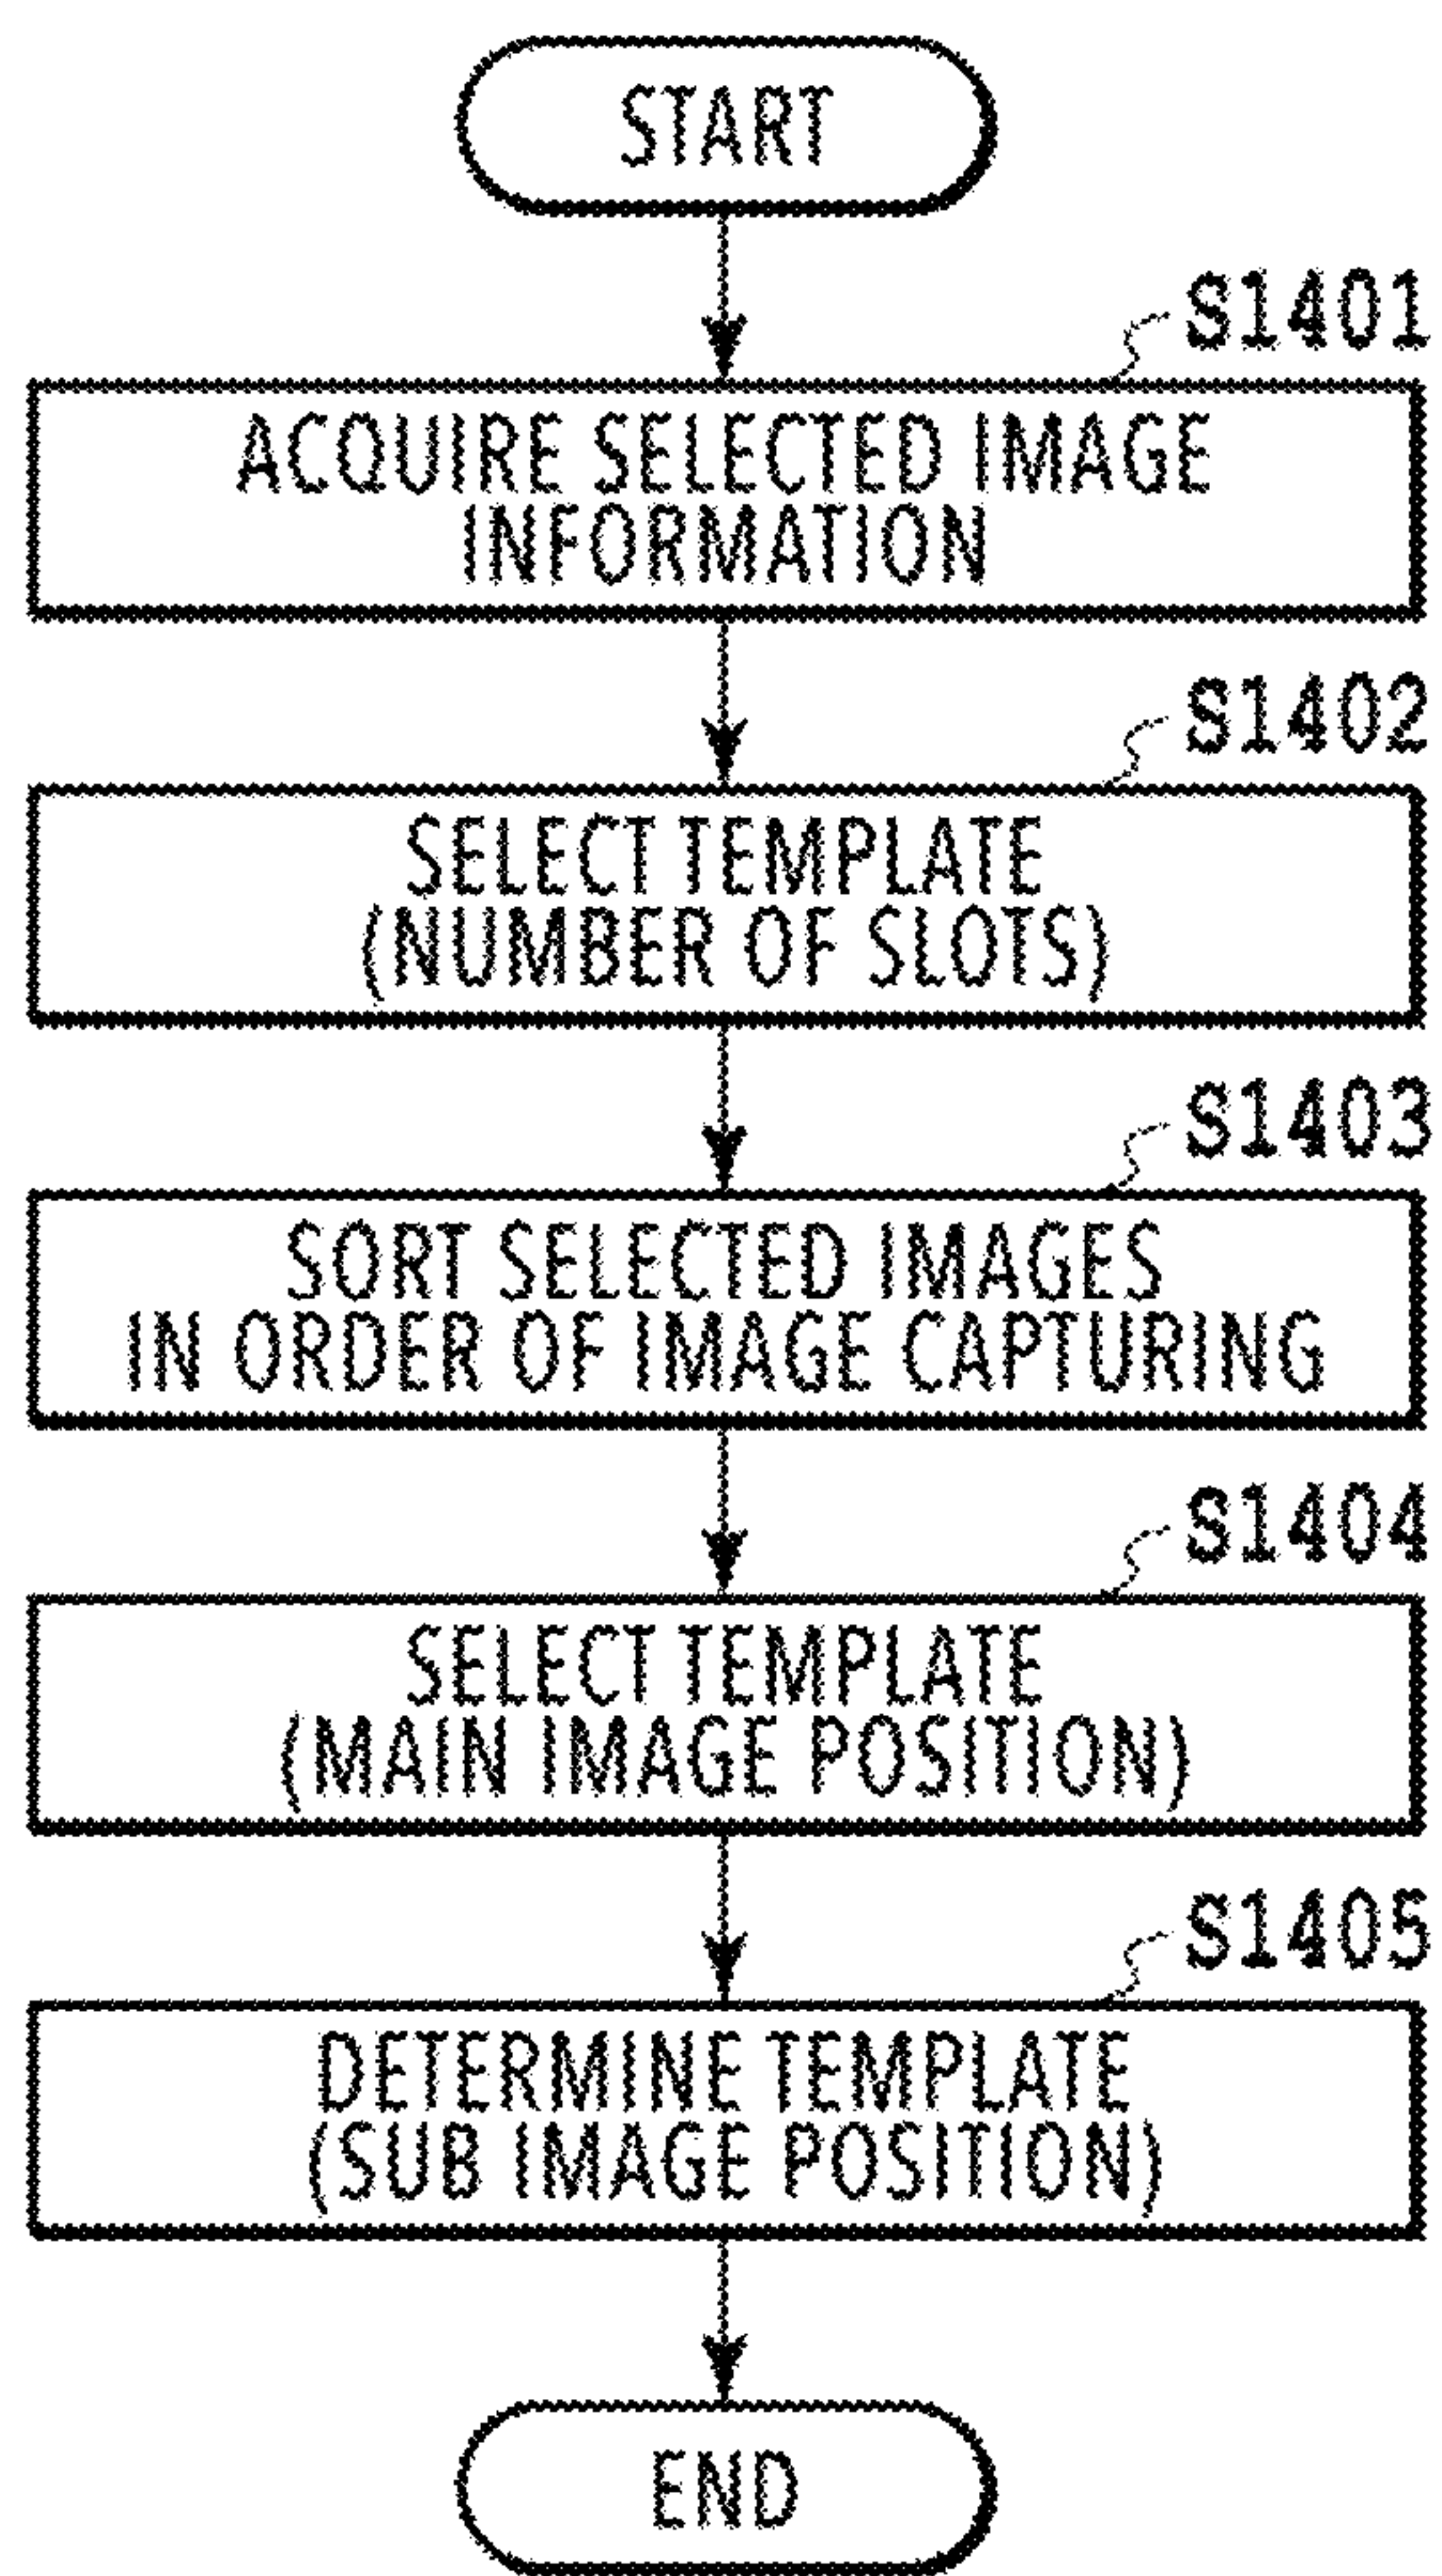 START
S1401
ACQUIRE SELECTED IMAGE
INFORMATION
S1402
SELECT TEMPLATE
(NUMBER OF SLOTS)
S1403
SORT SELECTED IMAGES
IN ORDER OF IMAGE CAPTURING
S1404
SELECT TEMPLATE
(MAIN IMAGE POSITION)
S1405
DETERMINE TEMPLATE
(SUB IMAGE POSITION)
END